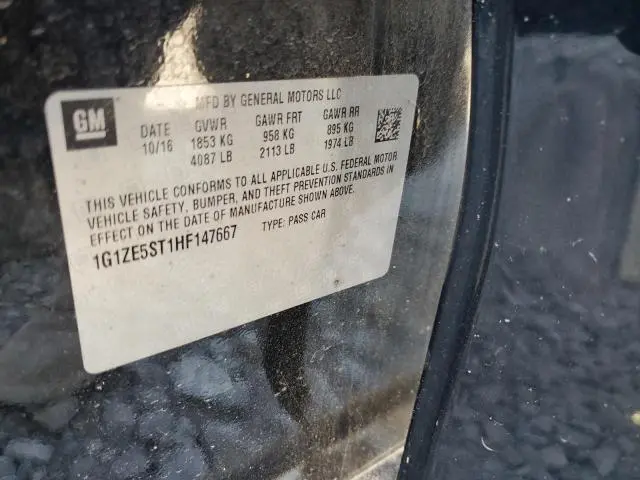 GM
MFD BY GENERAL MOTORS LLC
DATE GVWR GAWR FRT GAWR RR
10/16 1853 KG 958 KG 895 KG
4087 LB 2113 LB 1974 LB
THIS VEHICLE CONFORMS TO ALL APPLICABLE U.S. FEDERAL MOTOR
VEHICLE SAFETY, BUMPER, AND THEFT PREVENTION STANDARDS IN
EFFECT ON THE DATE OF MANUFACTURE SHOWN ABOVE.
1G1ZE5ST1HF147667 TYPE: PASS CAR